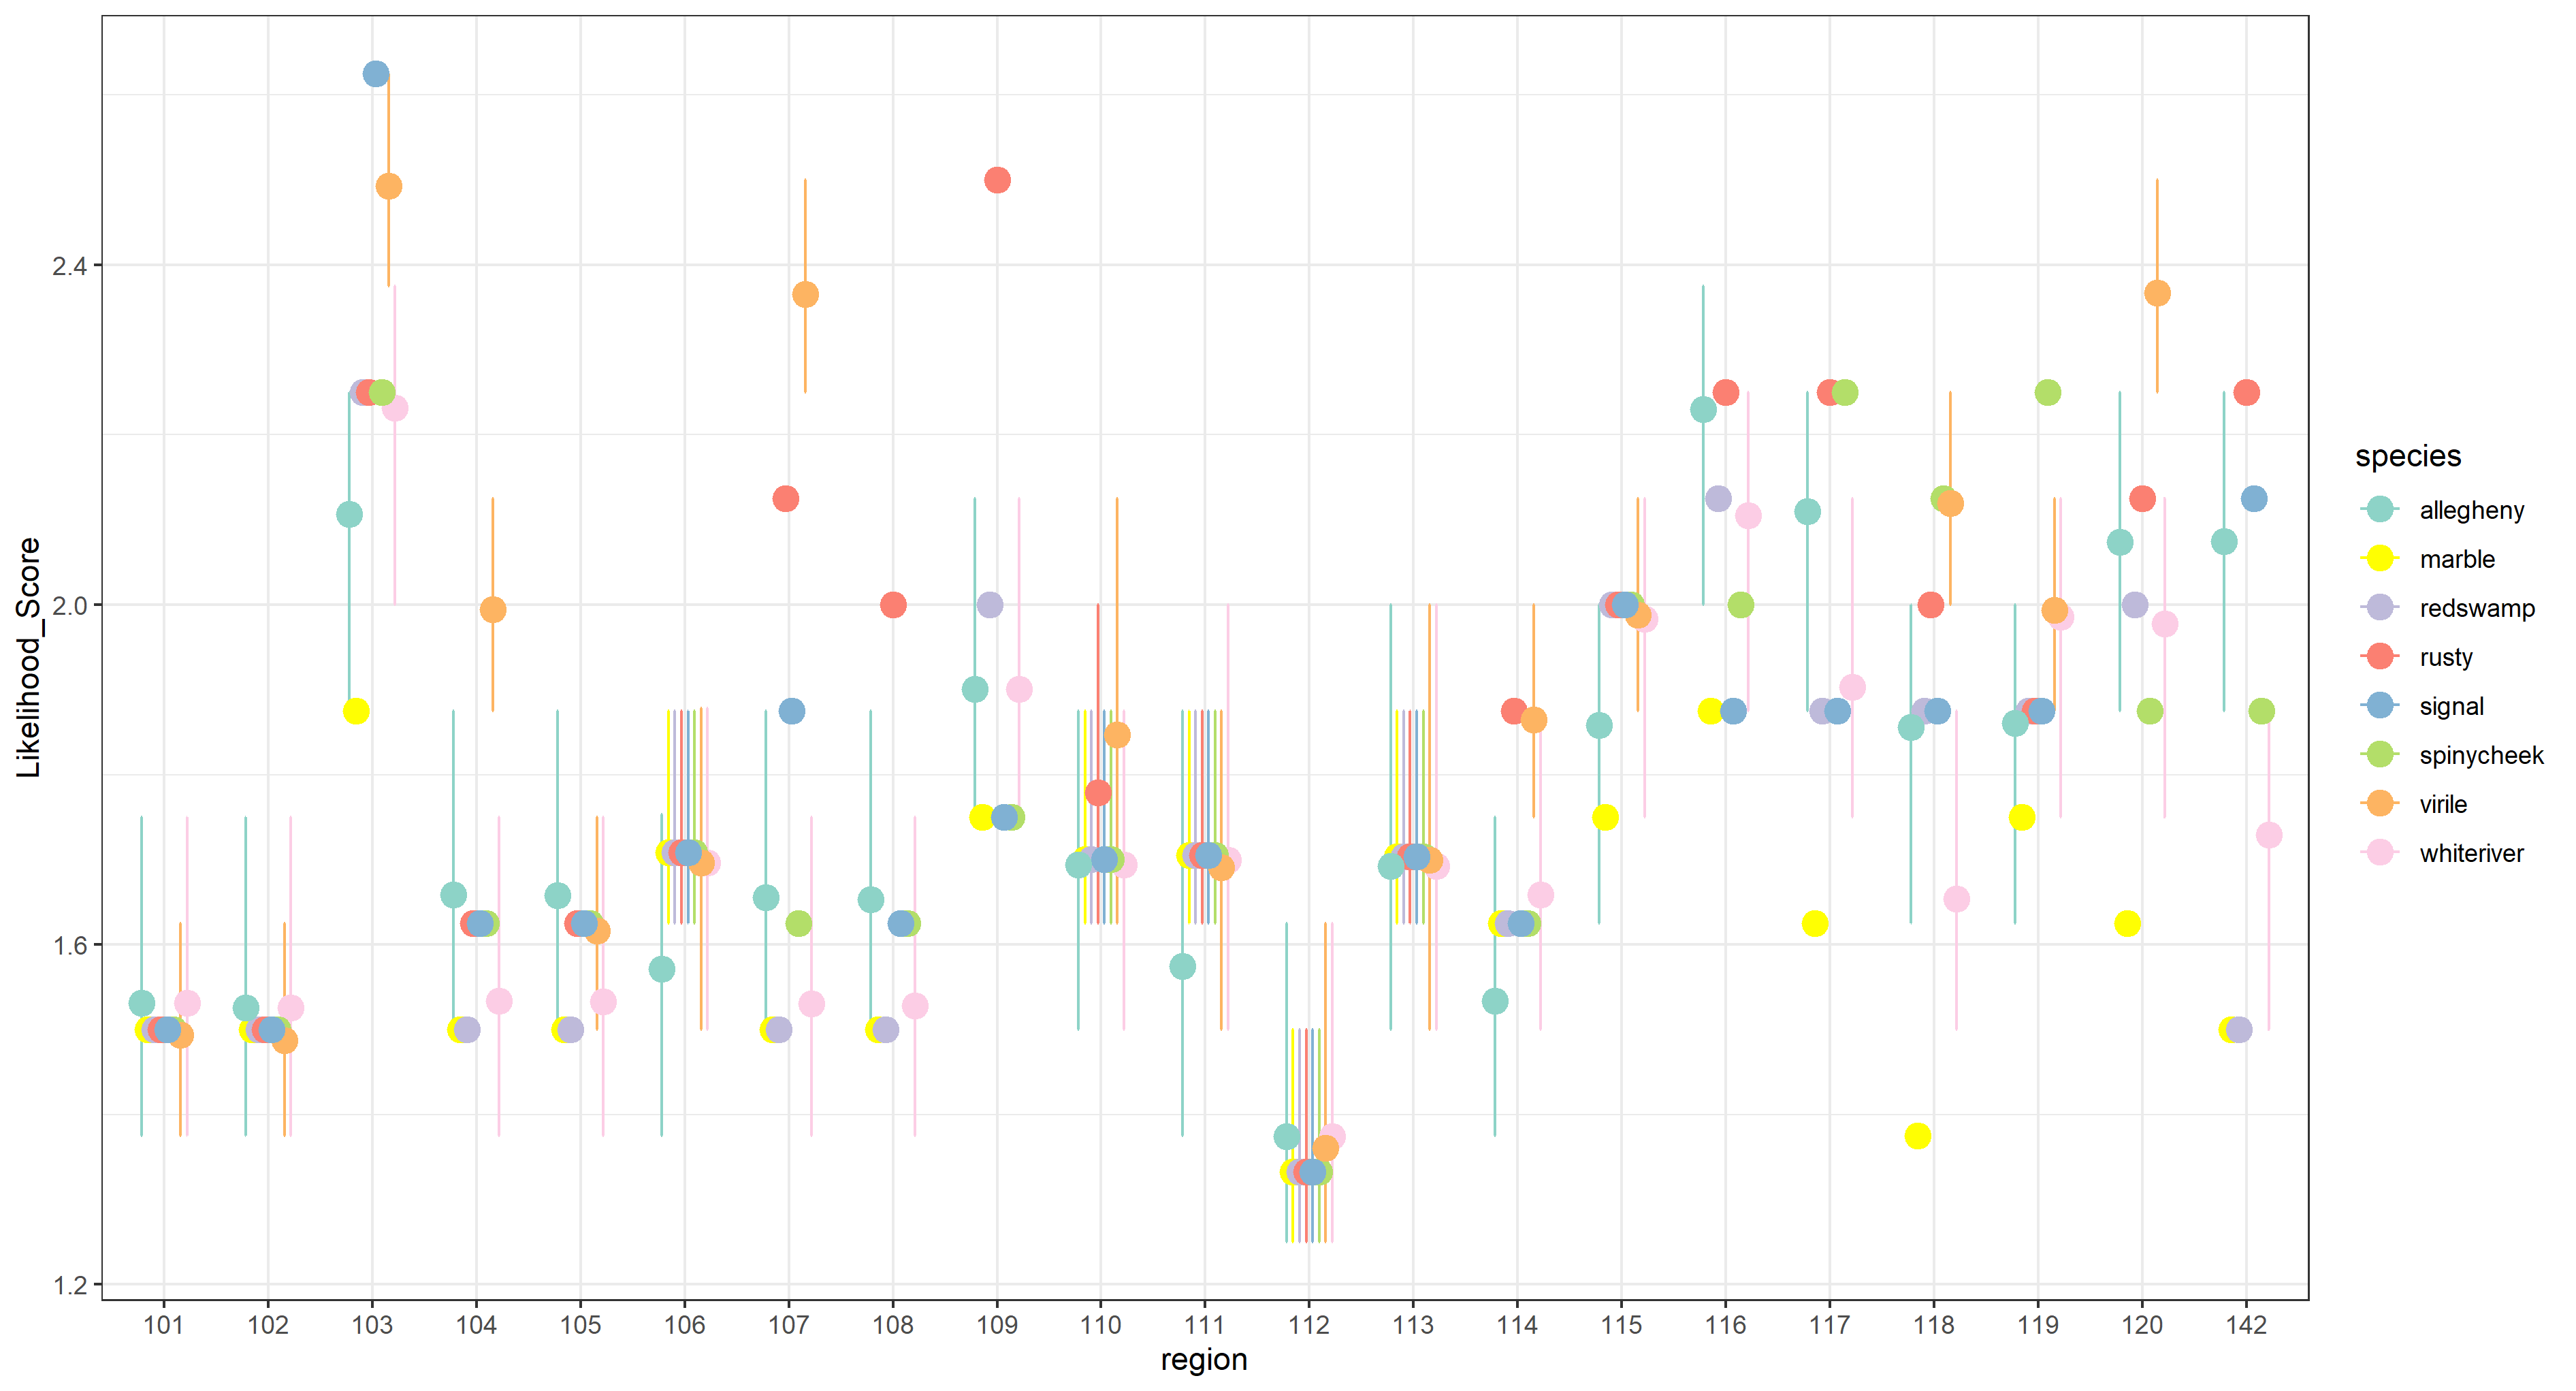 Likelihood_Score
2.4
2.0
1.6
1.2
101 102 103 104 105 106 107 108 109 110 111 112 113 114 115 116 117 118 119 120 142
region
species
allegheny
marble
redswamp
rusty
signal
spinycheek
virile
whiteriver